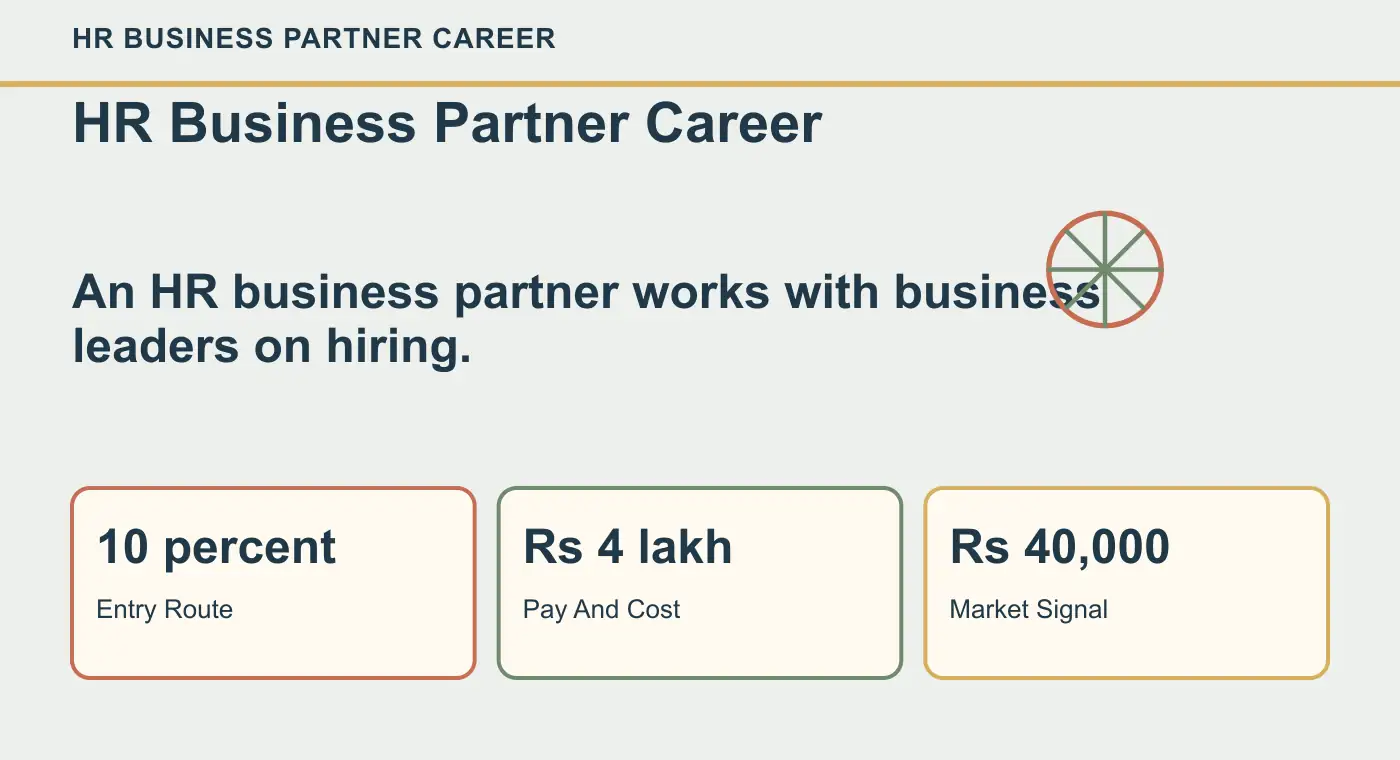 HR BUSINESS PARTNER CAREER
HR Business Partner Career
An HR business partner works with business
leaders on hiring.
10 percent
Entry Route
Rs 4 lakh
Pay And Cost
Rs 40,000
Market Signal